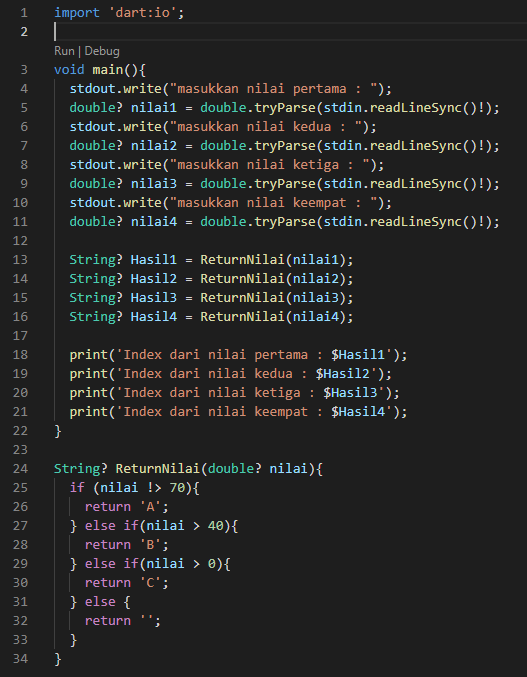 1 import 'dart:io';
2
Run | Debug
3 void main(){
4   stdout.write("masukkan nilai pertama : ");
5   double? nilai1 = double.tryParse(stdin.readLineSync()!);
6   stdout.write("masukkan nilai kedua : ");
7   double? nilai2 = double.tryParse(stdin.readLineSync()!);
8   stdout.write("masukkan nilai ketiga : ");
9   double? nilai3 = double.tryParse(stdin.readLineSync()!);
10   stdout.write("masukkan nilai keempat : ");
11   double? nilai4 = double.tryParse(stdin.readLineSync()!);
12
13   String? Hasil1 = ReturnNilai(nilai1);
14   String? Hasil2 = ReturnNilai(nilai2);
15   String? Hasil3 = ReturnNilai(nilai3);
16   String? Hasil4 = ReturnNilai(nilai4);
17
18   print('Index dari nilai pertama : $Hasil1');
19   print('Index dari nilai kedua : $Hasil2');
20   print('Index dari nilai ketiga : $Hasil3');
21   print('Index dari nilai keempat : $Hasil4');
22 }
23
24 String? ReturnNilai(double? nilai){
25   if (nilai !> 70){
26     return 'A';
27   } else if(nilai > 40){
28     return 'B';
29   } else if(nilai > 0){
30     return 'C';
31   } else {
32     return '';
33   }
34 }